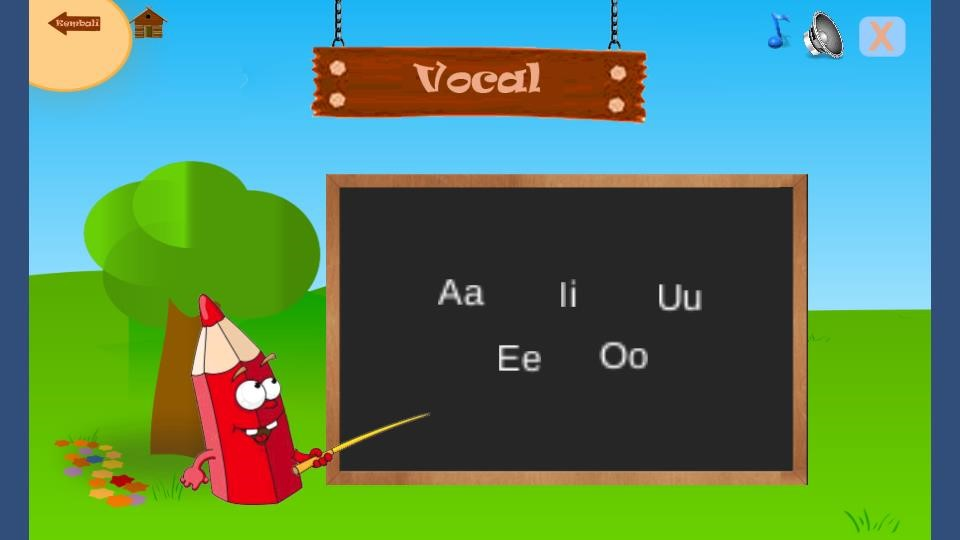 Kembali
Vocal
X
Aa Ii Uu
Ee Oo